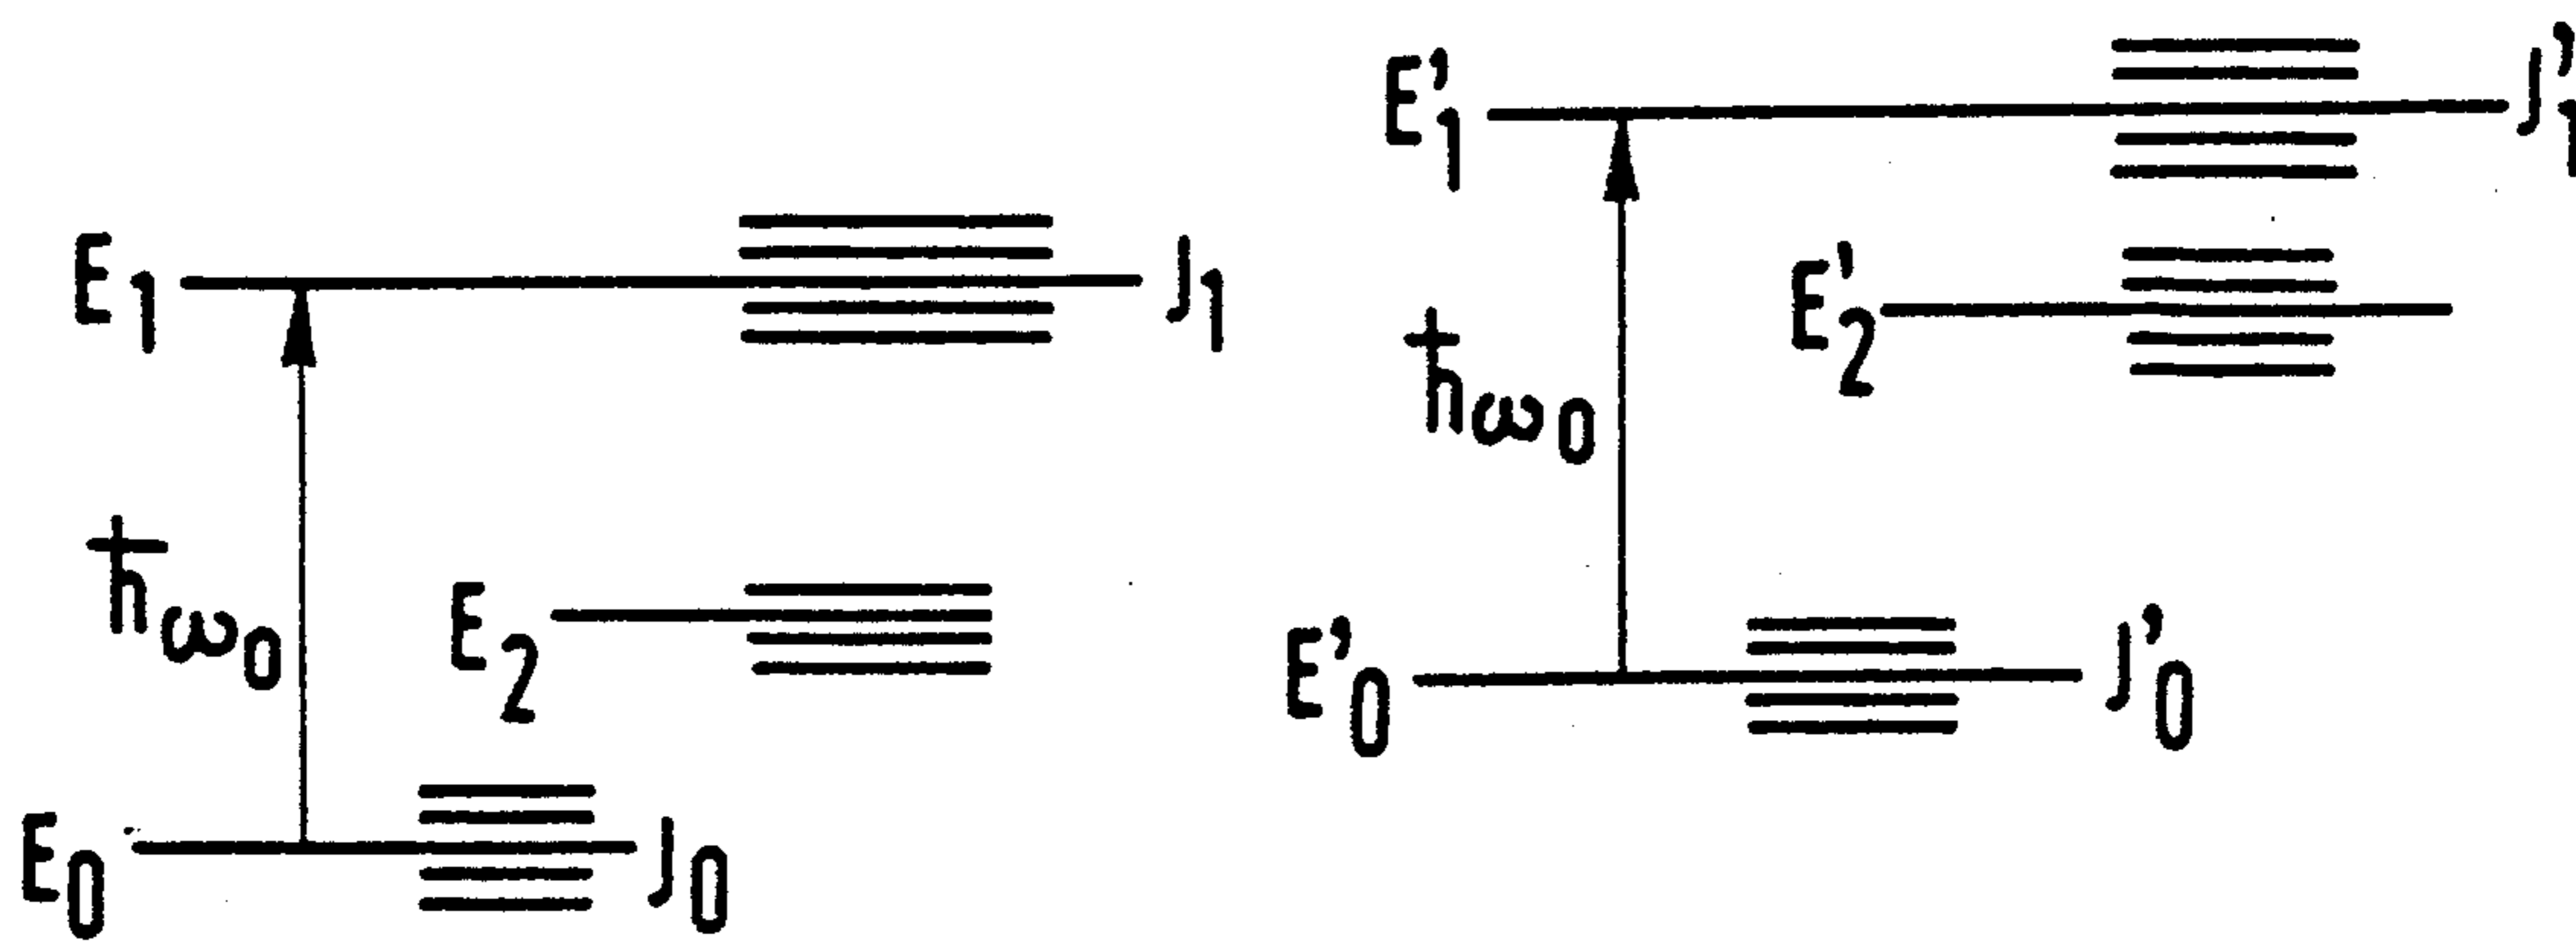 E₁ J₁
ħω₀
E₂
E₀ J₀
E'₁ J'₁
ħω₀
E'₂
E'₀ J'₀